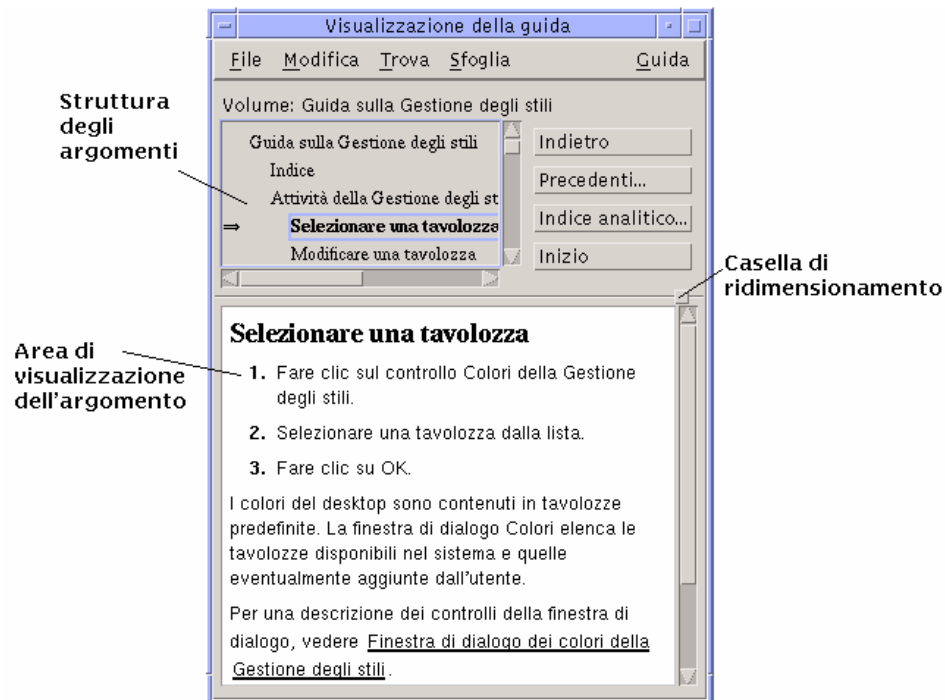 Visualizzazione della guida
File Modifica Trova Sfoglia Guida
Struttura
degli
argomenti
Volume: Guida sulla Gestione degli stili
Guida sulla Gestione degli stili
Indice
Attività della Gestione degli st
⇒ Selezionare una tavolozza
Modificare una tavolozza
Indietro
Precedenti...
Indice analitico...
Inizio
Casella di
ridimensionamento
Area di
visualizzazione
dell'argomento
Selezionare una tavolozza
1. Fare clic sul controllo Colori della Gestione
degli stili.
2. Selezionare una tavolozza dalla lista.
3. Fare clic su OK.
I colori del desktop sono contenuti in tavolozze
predefinite. La finestra di dialogo Colori elenca le
tavolozze disponibili nel sistema e quelle
eventualmente aggiunte dall'utente.
Per una descrizione dei controlli della finestra di
dialogo, vedere Finestra di dialogo dei colori della
Gestione degli stili.